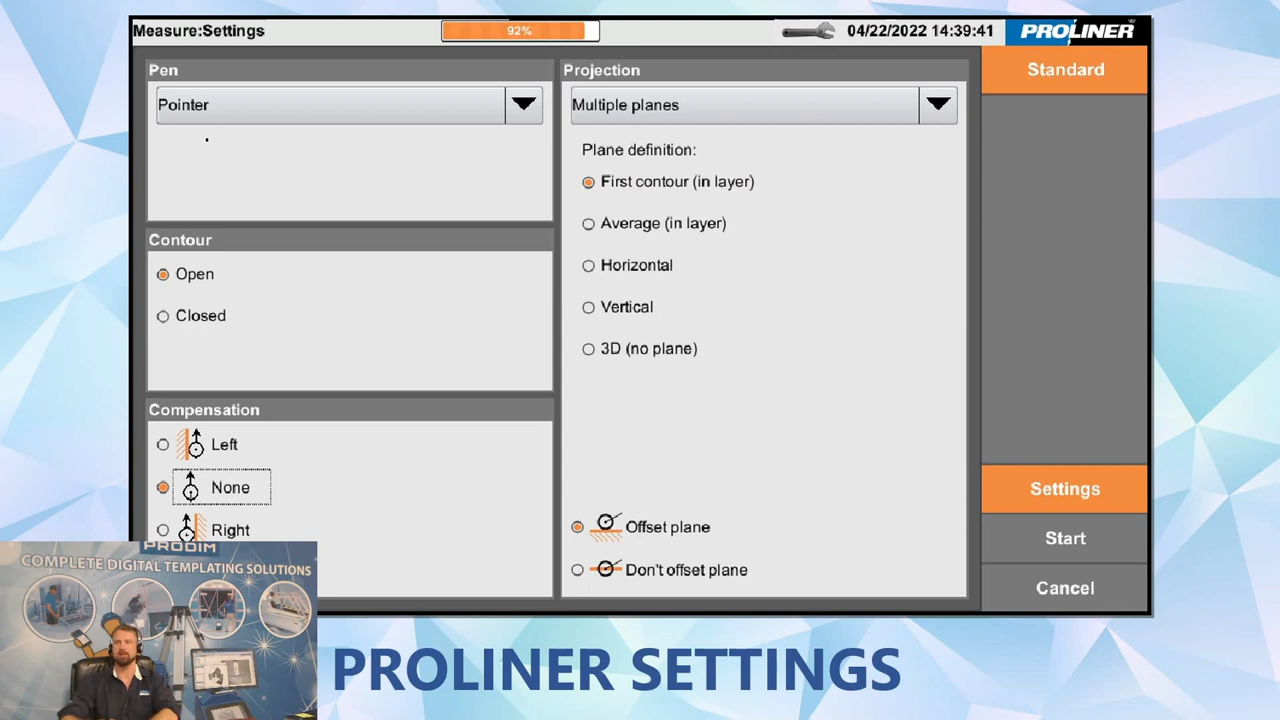 Measure:Settings
92%
04/22/2022 14:39:41
PROLINER
Pen
Pointer
Contour
Open
Closed
Compensation
Left
None
Right
Projection
Multiple planes
Plane definition:
First contour (in layer)
Average (in layer)
Horizontal
Vertical
3D (no plane)
Offset plane
Don't offset plane
Standard
Settings
Start
Cancel
PRODIM
COMPLETE DIGITAL TEMPLATING SOLUTIONS
PROLINER SETTINGS